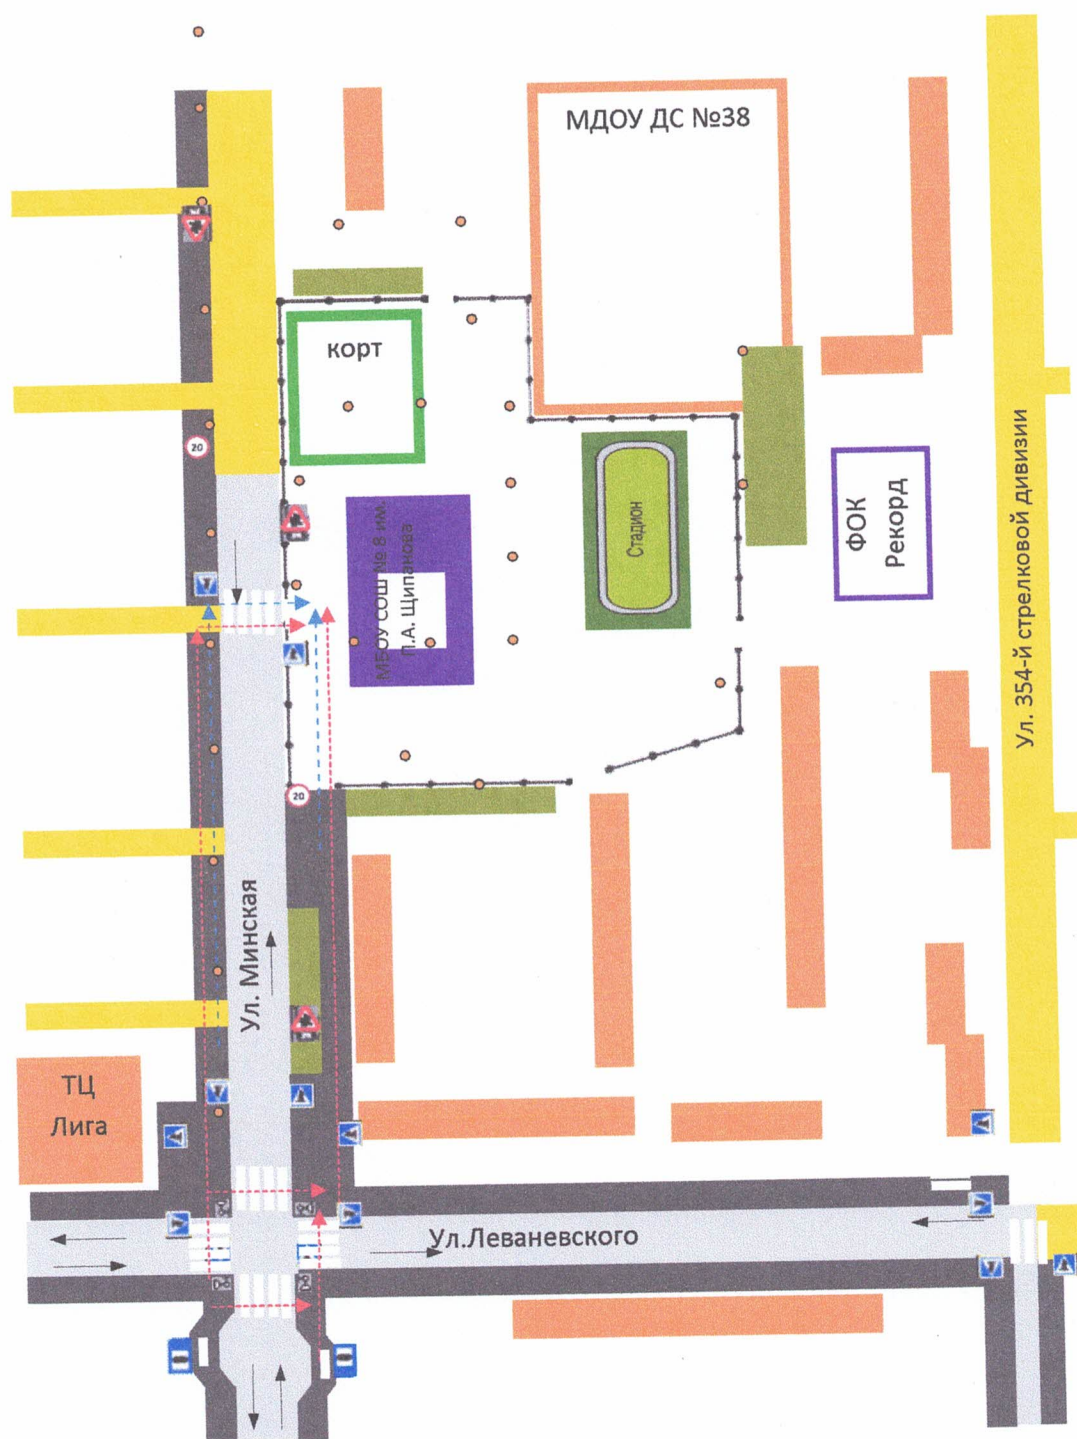 МДОУ ДС №38
корт
20
МБОУ СОШ № 8 им.
П.А. Щипанова
Стадион
ФОК
Рекорд
Ул. 354-й стрелковой дивизии
20
Ул. Минская
ТЦ
Лига
Ул.Леваневского